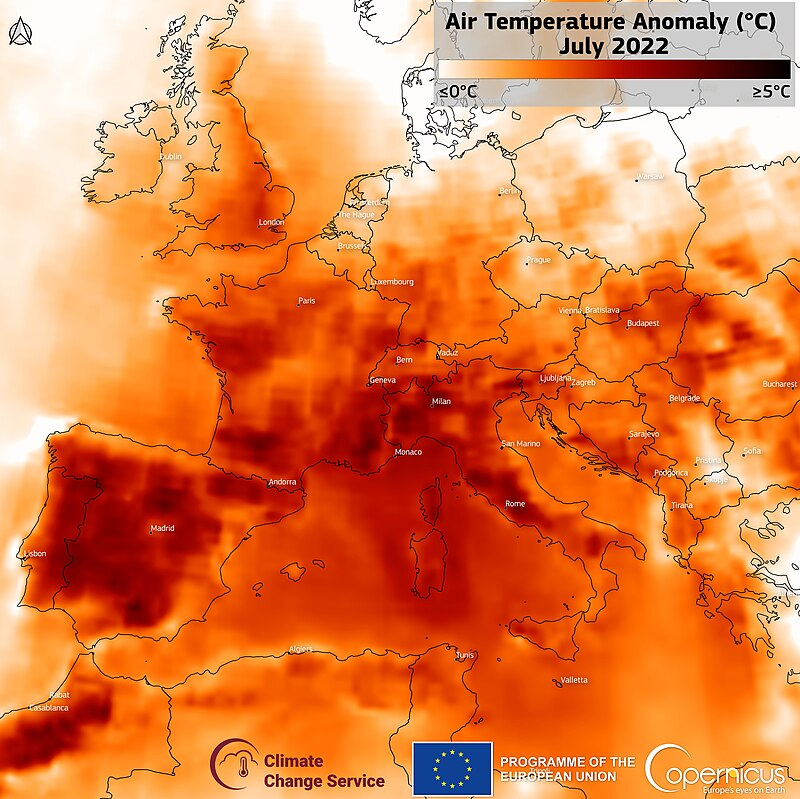 Air Temperature Anomaly (°C)
July 2022
≤0°C
≥5°C
Dublin
Warsaw
Berlin
Amsterdam
The Hague
London
Brussels
Prague
Luxembourg
Paris
Vienna
Bratislava
Budapest
Vaduz
Bern
Geneva
Ljubljana
Zagreb
Bucharest
Milan
Belgrade
Sarajevo
San Marino
Monaco
Sofia
Pristina
Podgorica
Skopje
Andorra
Rome
Tirana
Madrid
Lisbon
Algiers
Tunis
Valletta
Rabat
Casablanca
Climate
Change Service
PROGRAMME OF THE
EUROPEAN UNION
opernicus
Europe's eyes on Earth